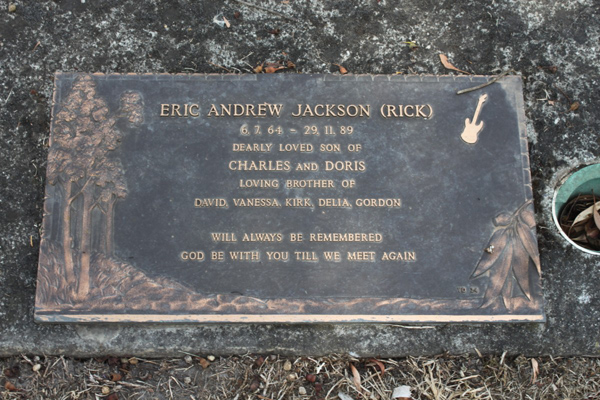 ERIC ANDREW JACKSON (RICK)
6. 7. 64 - 29. 11. 89
DEARLY LOVED SON OF
CHARLES AND DORIS
LOVING BROTHER OF
DAVID, VANESSA, KIRK, DELIA, GORDON
WILL ALWAYS BE REMEMBERED
GOD BE WITH YOU TILL WE MEET AGAIN